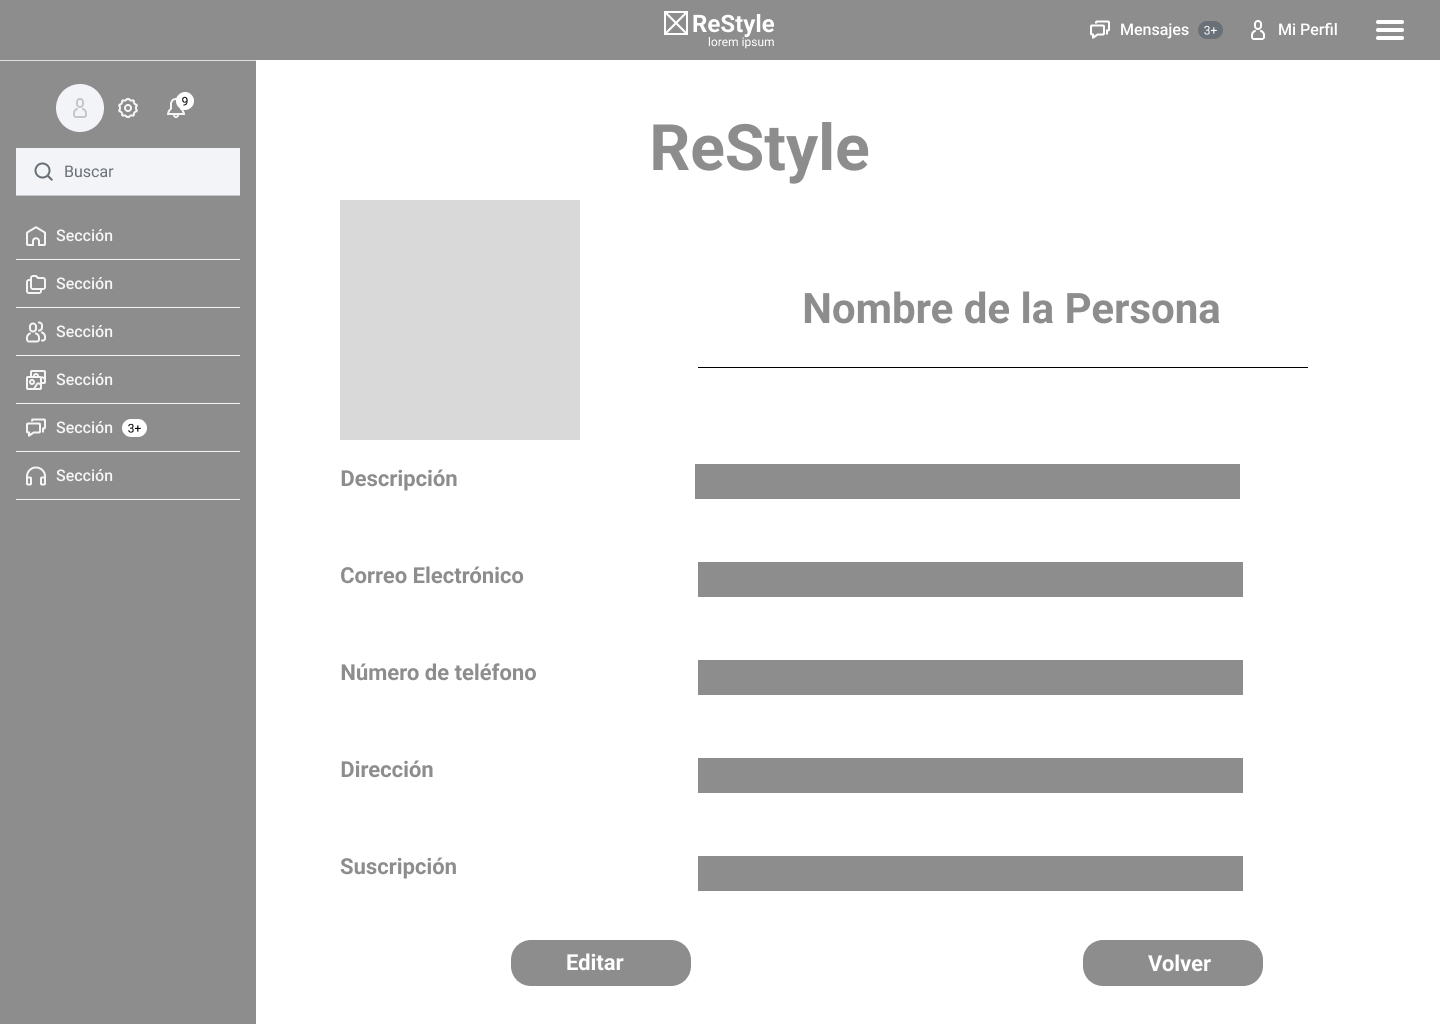 ReStyle
lorem ipsum
Mensajes 3+ Mi Perfil
9
Buscar
Sección
Sección
Sección
Sección
Sección 3+
Sección
ReStyle
Nombre de la Persona
Descripción
Correo Electrónico
Número de teléfono
Dirección
Suscripción
Editar
Volver